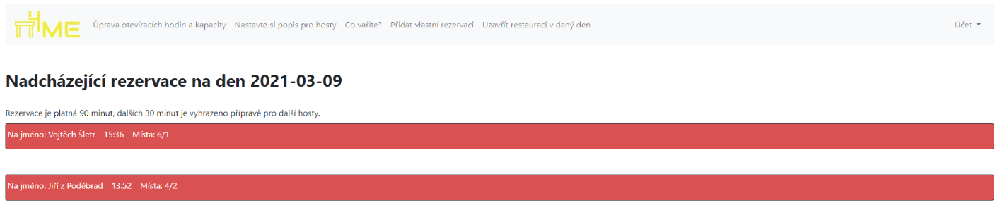 ME
Úprava otevíracích hodin a kapacity Nastavte si popis pro hosty Co vaříte? Přidat vlastní rezervaci Uzavřít restauraci v daný den Účet
Nadcházející rezervace na den 2021-03-09
Rezervace je platná 90 minut, dalších 30 minut je vyhrazeno přípravě pro další hosty.
Na jméno: Vojtěch Šletr 15:36 Místa: 6/1
Na jméno: Jiří z Poděbrad 13:52 Místa: 4/2